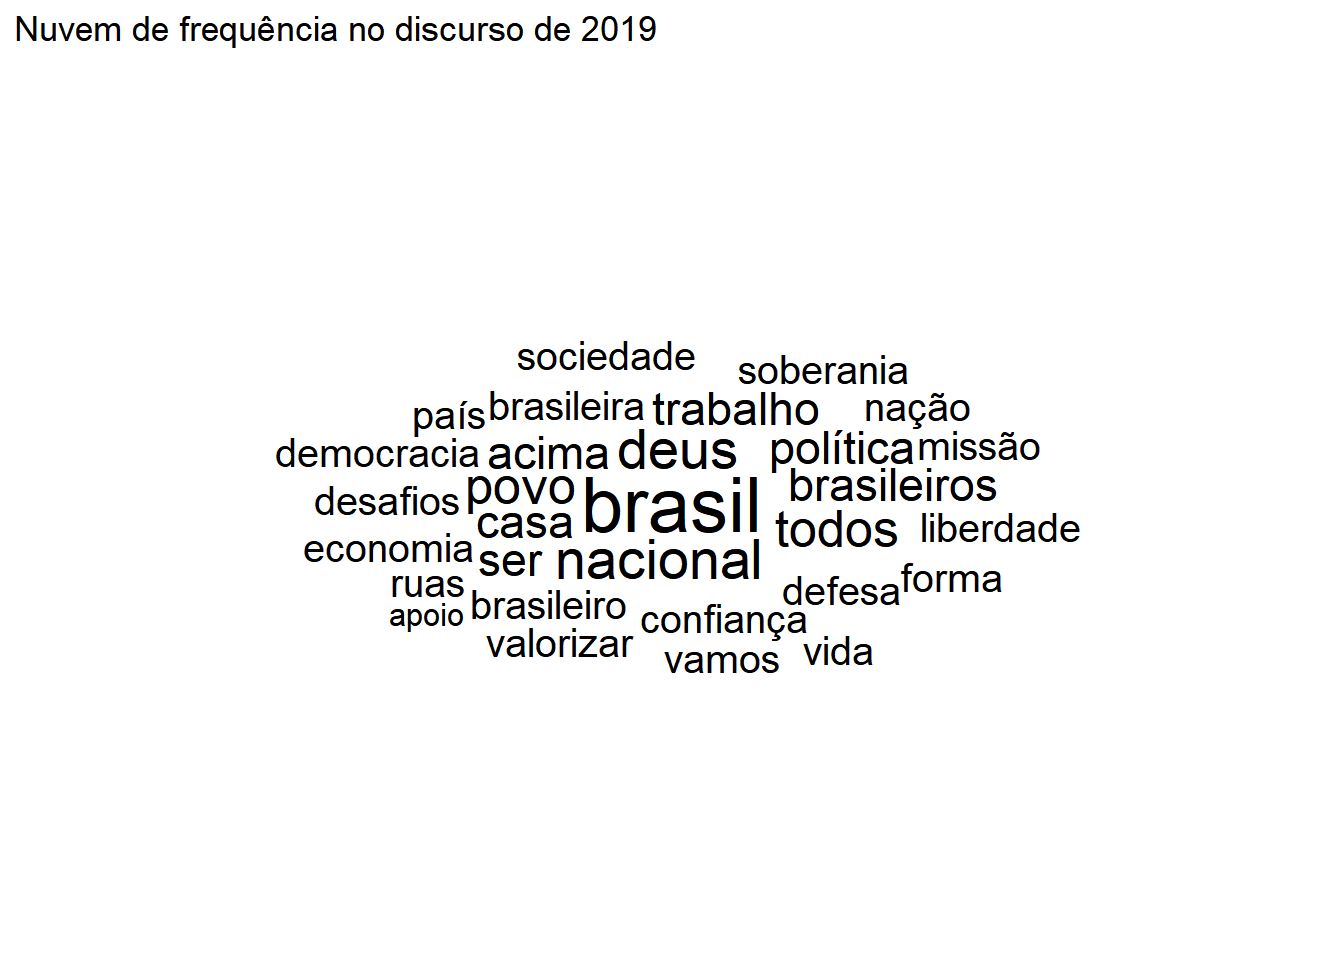 Nuvem de frequência no discurso de 2019
sociedade
soberania
país brasileira trabalho nação
democracia acima deus política missão
desafios povo brasil brasileiros
casa todos liberdade
economia ser nacional
ruas defesa forma
apoio brasileiro confiança
valorizar vamos vida